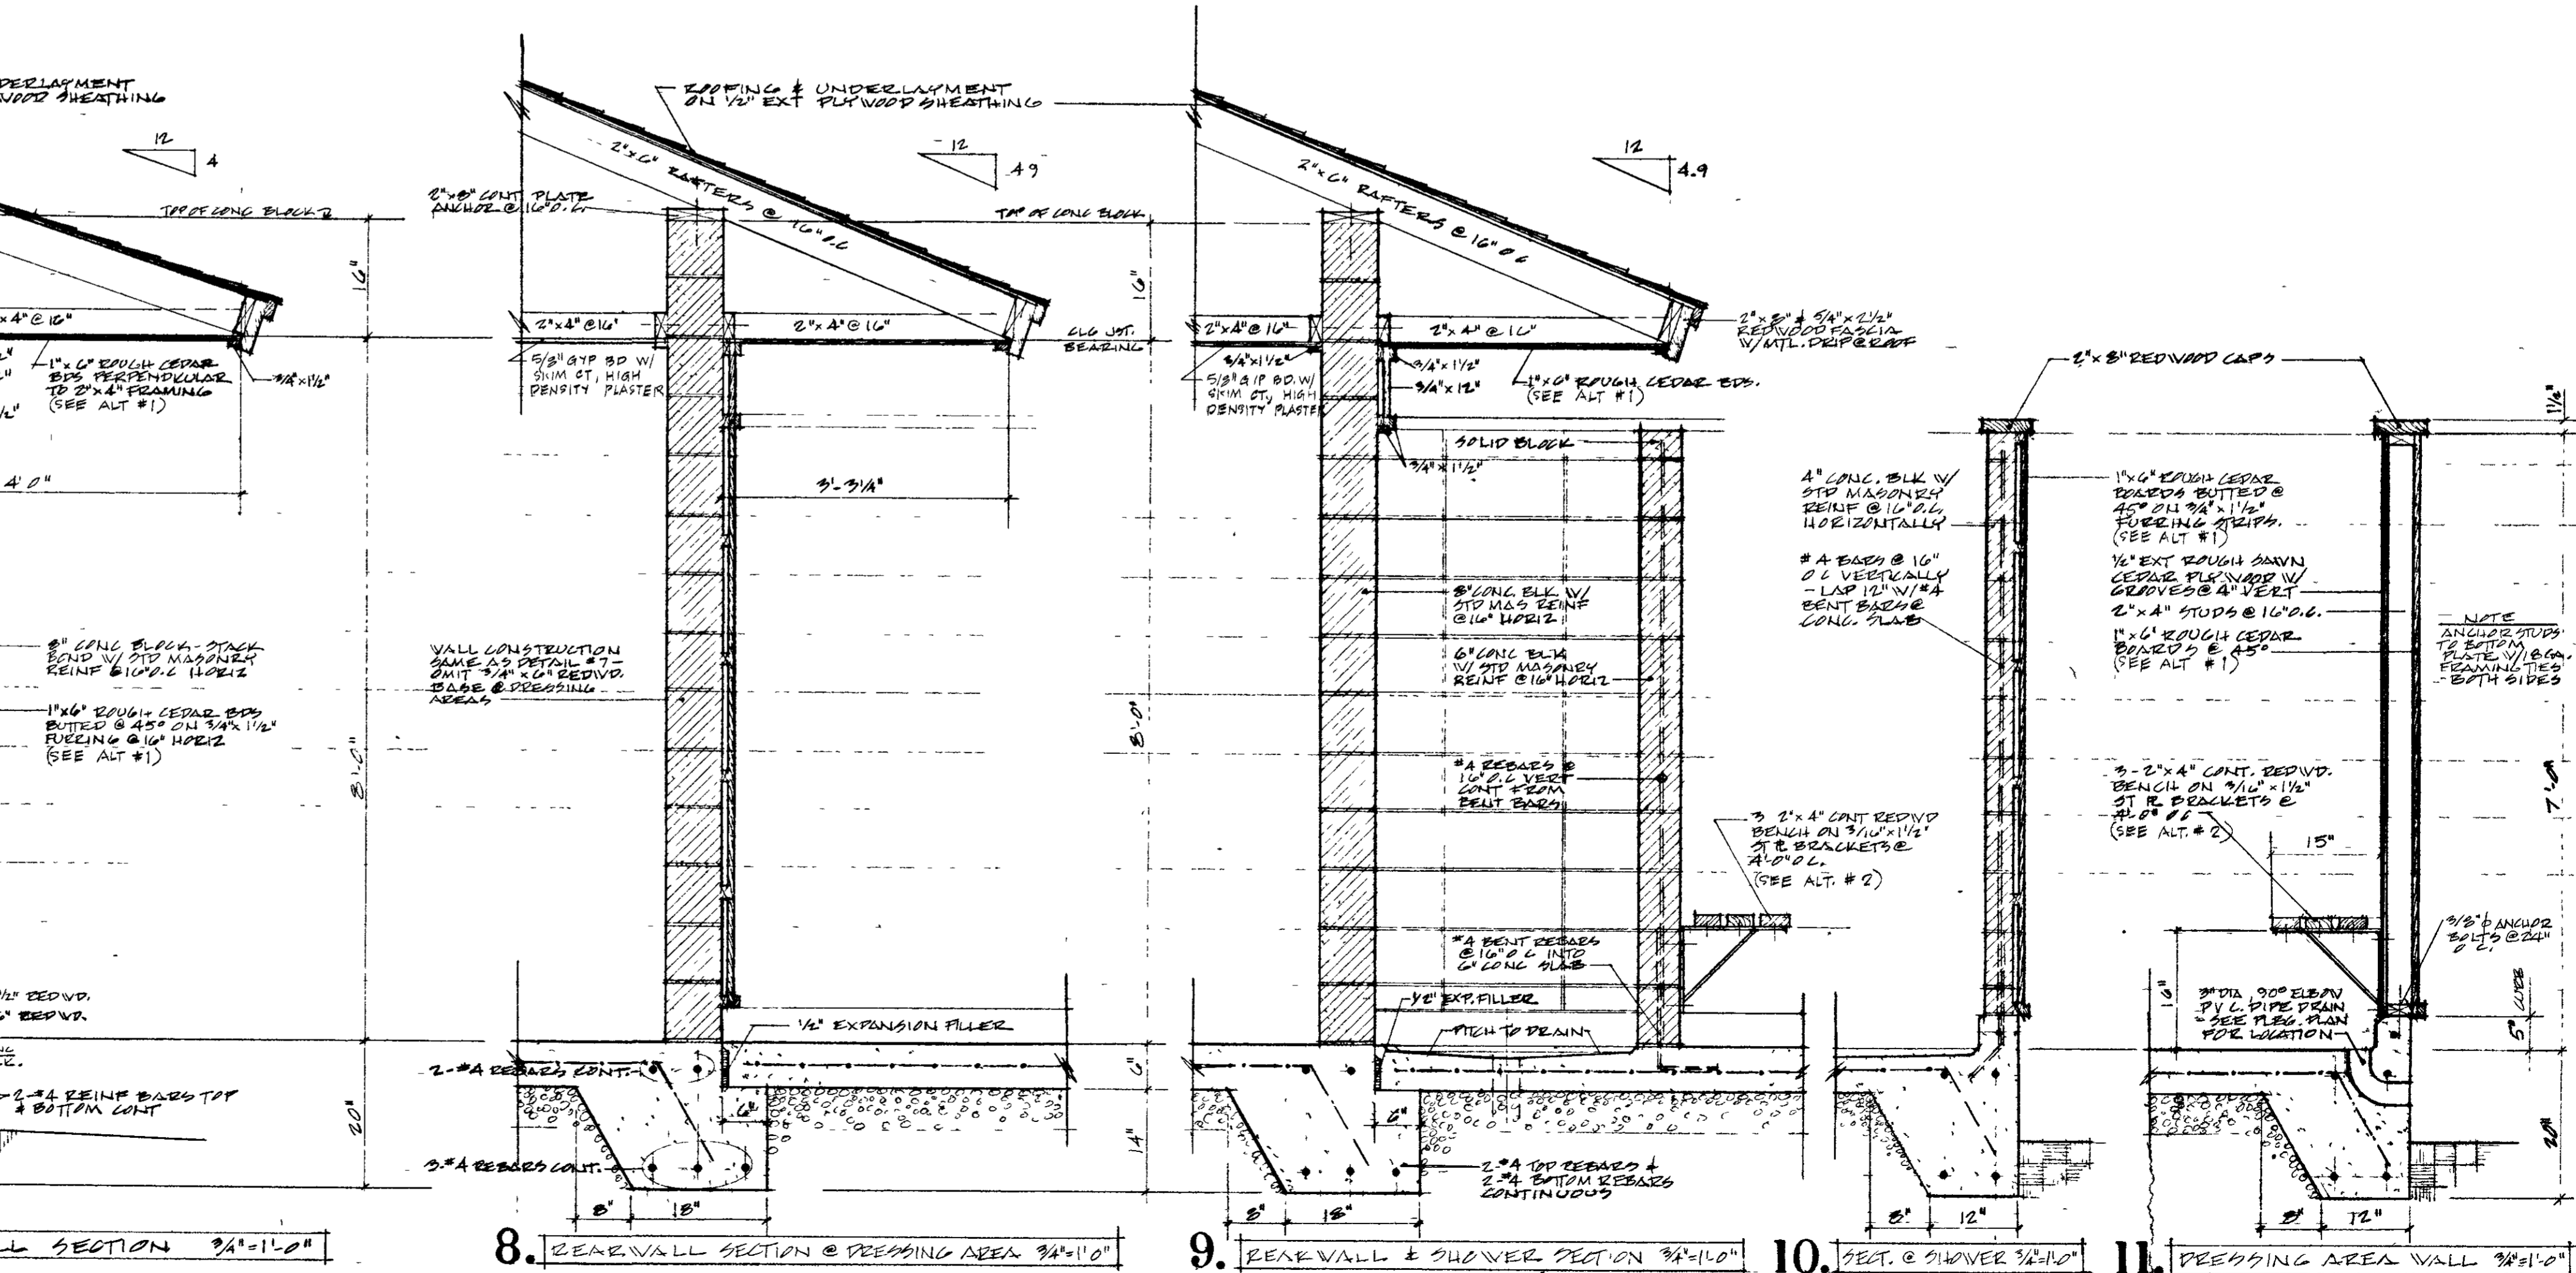 DERLAYMENT
WOOD SHEATHING
12
4
TOP OF CONC BLOCK
16"
x4"@16"
1"x6" ROUGH CEDAR
BDS PERPENDICULAR
TO 2"x4" FRAMING
(SEE ALT #1)
3/4"x1 1/2"
4'0"
8" CONC BLOCK - STACK
BOND W/ STD MASONRY
REINF @16"O.C HORIZ
1"x6" ROUGH CEDAR BDS
BUTTED @ 45° ON 3/4"x1 1/2"
FURRING @16" HORIZ
(SEE ALT #1)
8'-0"
1/2" REDWD.
6" REDWD.
2-#4 REINF BARS TOP
& BOTTOM CONT
20"
LL SECTION 3/4"=1'-0"
ROOFING & UNDERLAYMENT
ON 1/2" EXT PLYWOOD SHEATHING
12
4.9
2"x6" RAFTERS @ 16" O.C
2"x8" CONT. PLATE
ANCHOR @ 16"O.C.
TOP OF CONC BLOCK
16"
2"x4"@16"
2"x4"@16"
CLG JST.
BEARING
5/8" GYP BD W/
SKIM CT, HIGH
DENSITY PLASTER
3'-3 1/4"
WALL CONSTRUCTION
SAME AS DETAIL #7 -
OMIT 3/4"x6" REDWD.
BASE @ DRESSING
AREAS
8'-0"
1/2" EXPANSION FILLER
2-#4 REBARS CONT.
6"
6"
14"
3-#4 REBARS CONT.
8"
18"
8. REAR WALL SECTION @ DRESSING AREA 3/4"=1'0"
12
4.9
2"x6" RAFTERS @ 16" O.C
2"x4"@16"
2"x4"@16"
3/4"x1 1/2"
5/8" GYP BD. W/
SKIM CT, HIGH
DENSITY PLASTER
3/4"x1 1/2"
3/4"x12"
1"x6" ROUGH CEDAR BDS.
(SEE ALT #1)
2"x8" & 5/4"x2 1/2"
REDWOOD FASCIA
W/MTL. DRIP @ ROOF
SOLID BLOCK
3/4"x1 1/2"
8" CONC. BLK. W/
STD MAS REINF
@16" HORIZ
6" CONC BLK
W/ STD MASONRY
REINF @16" HORIZ
#4 REBARS @
16"O.C VERT
CONT FROM
BENT BARS
3 2"x4" CONT REDWD
BENCH ON 3/16"x1 1/2"
ST PL BRACKETS @
4'-0"O.C.
(SEE ALT. #2)
#4 BENT REBARS
@16"O.C INTO
6" CONC SLAB
1/2" EXP. FILLER
PITCH TO DRAIN
6"
2-#4 TOP REBARS &
2-#4 BOTTOM REBARS
CONTINUOUS
8"
18"
9. REAR WALL & SHOWER SECTION 3/4"=1'-0"
2"x8" REDWOOD CAPS
4" CONC. BLK W/
STD MASONRY
REINF @16"O.C.
HORIZONTALLY
#4 BARS @ 16"
O C VERTICALLY
- LAP 12" W/#4
BENT BARS @
CONC. SLAB
8"
12"
10. SECT. @ SHOWER 3/4"=1'0"
1 1/2"
1"x6" ROUGH CEDAR
BOARDS BUTTED @
45° ON 3/4"x1 1/2"
FURRING STRIPS.
(SEE ALT #1)
1/2" EXT ROUGH SAWN
CEDAR PLYWOOD W/
GROOVES @ 4" VERT
2"x4" STUDS @ 16"O.C.
1"x6" ROUGH CEDAR
BOARDS @ 45°
(SEE ALT #1)
NOTE
ANCHOR STUDS
TO BOTTOM
PLATE W/18GA.
FRAMING TIES
- BOTH SIDES
3-2"x4" CONT. REDWD.
BENCH ON 3/16"x1 1/2"
ST PL BRACKETS @
4'-0" OC
(SEE ALT. #2)
15"
7'-0"
3/8"ϕ ANCHOR
BOLTS @24"
O C.
16"
3" DIA, 90° ELBOW
P.V.C. PIPE DRAIN
- SEE PLBG. PLAN
FOR LOCATION
5" CURB
20"
8"
12"
11. DRESSING AREA WALL 3/4"=1'-0"